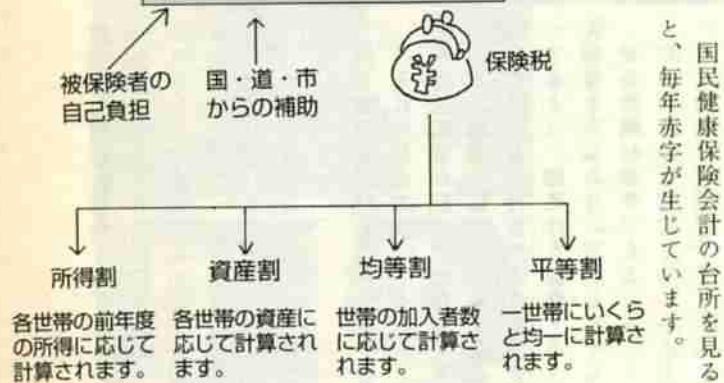 国民健康保険会計の台所を見る
と、毎年赤字が生じています。
被保険者の
自己負担
国・道・市
からの補助
¥
保険税
所得割
各世帯の前年度
の所得に応じて
計算されます。
資産割
各世帯の資産に
応じて計算され
ます。
均等割
世帯の加入者数
に応じて計算さ
れます。
平等割
一世帯にいくら
と均一に計算さ
れます。